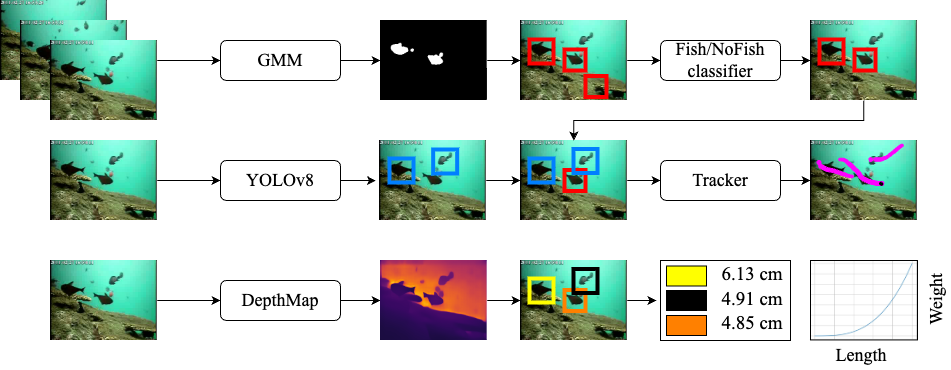 GMM
Fish/NoFish
classifier
YOLOv8
Tracker
DepthMap
6.13 cm
4.91 cm
4.85 cm
Weight
Length